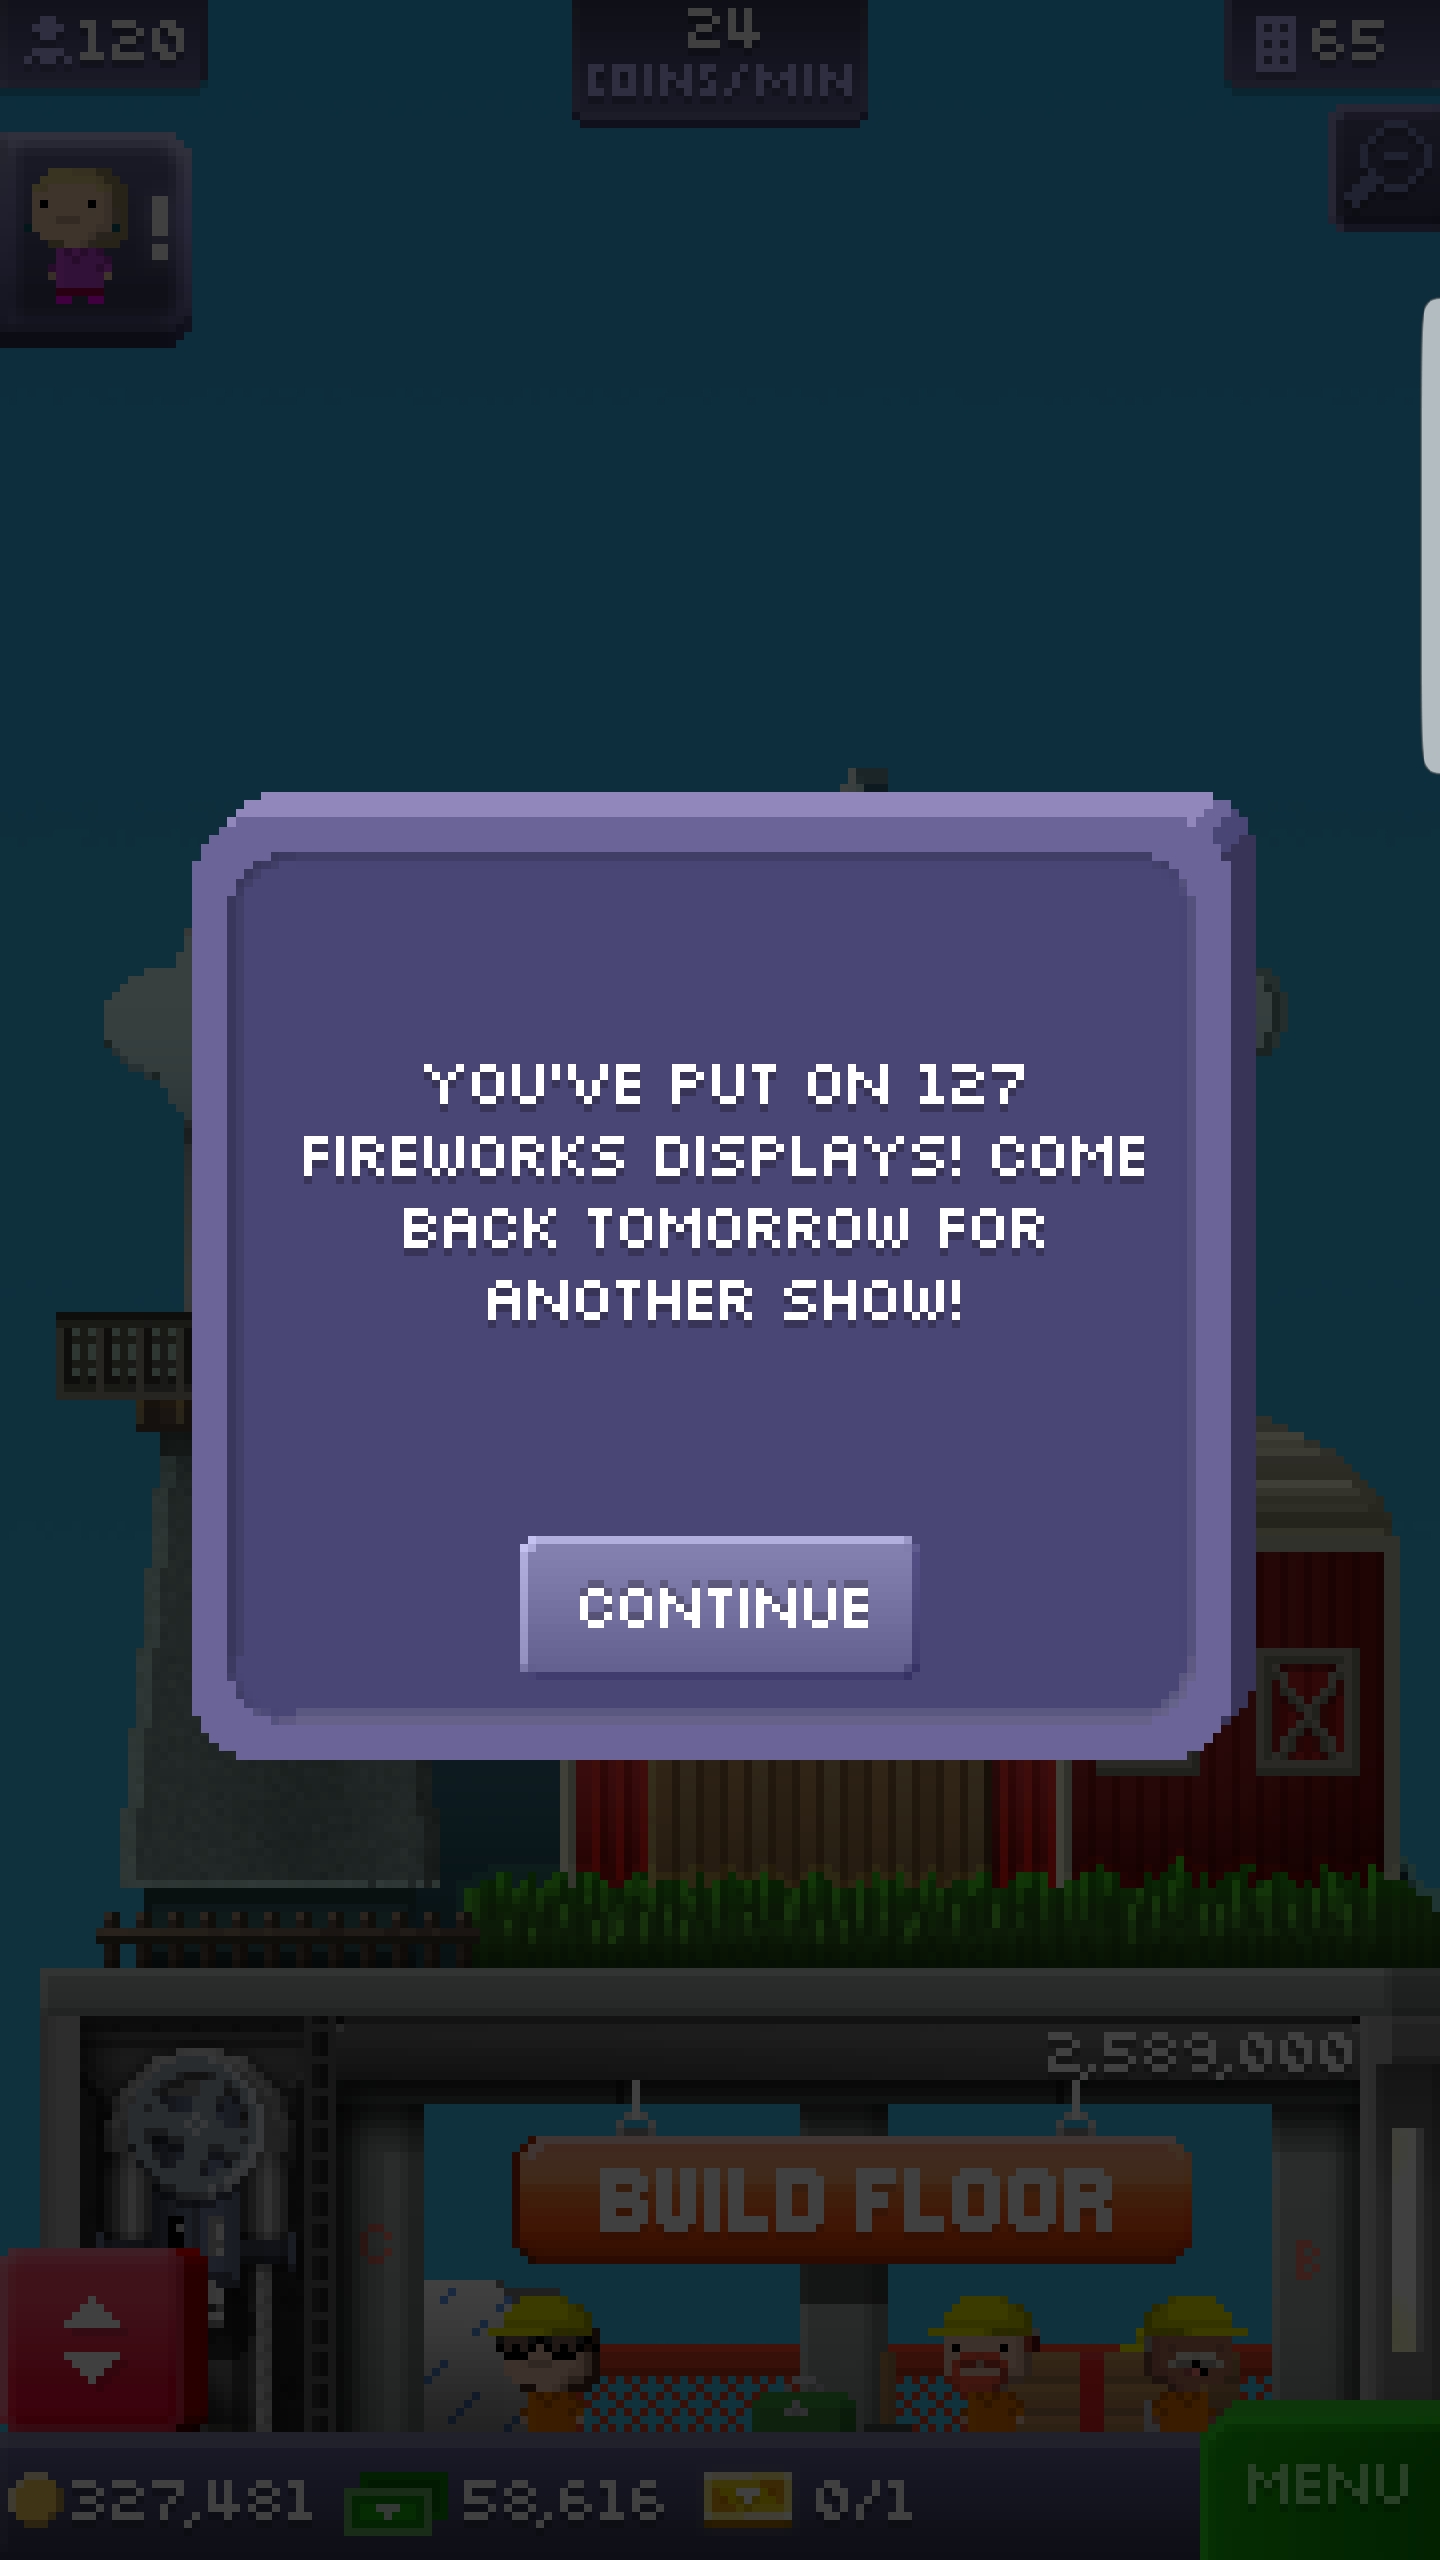 120
24
COINS/MIN
65
!
YOU'VE PUT ON 127
FIREWORKS DISPLAYS! COME
BACK TOMORROW FOR
ANOTHER SHOW!
CONTINUE
2,589,000
BUILD FLOOR
C
B
327,481
58,616
0/1
MENU